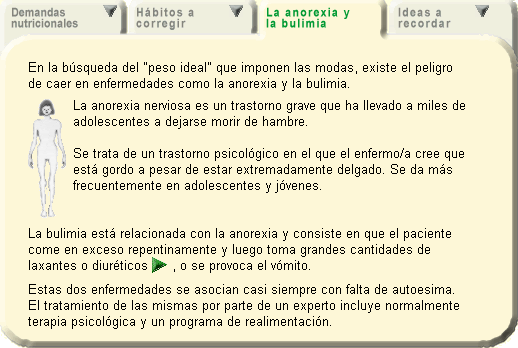 Demandas nutricionales
Hábitos a corregir
La anorexia y la bulimia
Ideas a recordar
En la búsqueda del "peso ideal" que imponen las modas, existe el peligro
de caer en enfermedades como la anorexia y la bulimia.
La anorexia nerviosa es un trastorno grave que ha llevado a miles de
adolescentes a dejarse morir de hambre.
Se trata de un trastorno psicológico en el que el enfermo/a cree que
está gordo a pesar de estar extremadamente delgado. Se da más
frecuentemente en adolescentes y jóvenes.
La bulimia está relacionada con la anorexia y consiste en que el paciente
come en exceso repentinamente y luego toma grandes cantidades de
laxantes o diuréticos , o se provoca el vómito.
Estas dos enfermedades se asocian casi siempre con falta de autoesima.
El tratamiento de las mismas por parte de un experto incluye normalmente
terapia psicológica y un programa de realimentación.